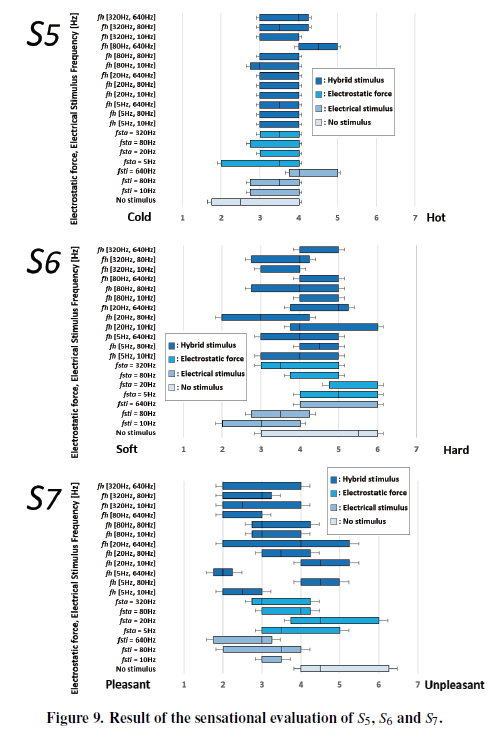 S5
Electrostatic force, Electrical Stimulus Frequency [Hz]
fh [320Hz, 640Hz]
fh [320Hz, 80Hz]
fh [320Hz, 10Hz]
fh [80Hz, 640Hz]
fh [80Hz, 80Hz]
fh [80Hz, 10Hz]
fh [20Hz, 640Hz]
fh [20Hz, 80Hz]
fh [20Hz, 10Hz]
fh [5Hz, 640Hz]
fh [5Hz, 80Hz]
fh [5Hz, 10Hz]
fsta = 320Hz
fsta = 80Hz
fsta = 20Hz
fsta = 5Hz
fsti = 640Hz
fsti = 80Hz
fsti = 10Hz
No stimulus
: Hybrid stimulus
: Electrostatic force
: Electrical stimulus
: No stimulus
Cold 1 2 3 4 5 6 7 Hot
S6
Electrostatic force, Electrical Stimulus Frequency [Hz]
fh [320Hz, 640Hz]
fh [320Hz, 80Hz]
fh [320Hz, 10Hz]
fh [80Hz, 640Hz]
fh [80Hz, 80Hz]
fh [80Hz, 10Hz]
fh [20Hz, 640Hz]
fh [20Hz, 80Hz]
fh [20Hz, 10Hz]
fh [5Hz, 640Hz]
fh [5Hz, 80Hz]
fh [5Hz, 10Hz]
fsta = 320Hz
fsta = 80Hz
fsta = 20Hz
fsta = 5Hz
fsti = 640Hz
fsti = 80Hz
fsti = 10Hz
No stimulus
: Hybrid stimulus
: Electrostatic force
: Electrical stimulus
: No stimulus
Soft 1 2 3 4 5 6 7 Hard
S7
Electrostatic force, Electrical Stimulus Frequency [Hz]
fh [320Hz, 640Hz]
fh [320Hz, 80Hz]
fh [320Hz, 10Hz]
fh [80Hz, 640Hz]
fh [80Hz, 80Hz]
fh [80Hz, 10Hz]
fh [20Hz, 640Hz]
fh [20Hz, 80Hz]
fh [20Hz, 10Hz]
fh [5Hz, 640Hz]
fh [5Hz, 80Hz]
fh [5Hz, 10Hz]
fsta = 320Hz
fsta = 80Hz
fsta = 20Hz
fsta = 5Hz
fsti = 640Hz
fsti = 80Hz
fsti = 10Hz
No stimulus
: Hybrid stimulus
: Electrostatic force
: Electrical stimulus
: No stimulus
Pleasant 1 2 3 4 5 6 7 Unpleasant
Figure 9. Result of the sensational evaluation of S5, S6 and S7.